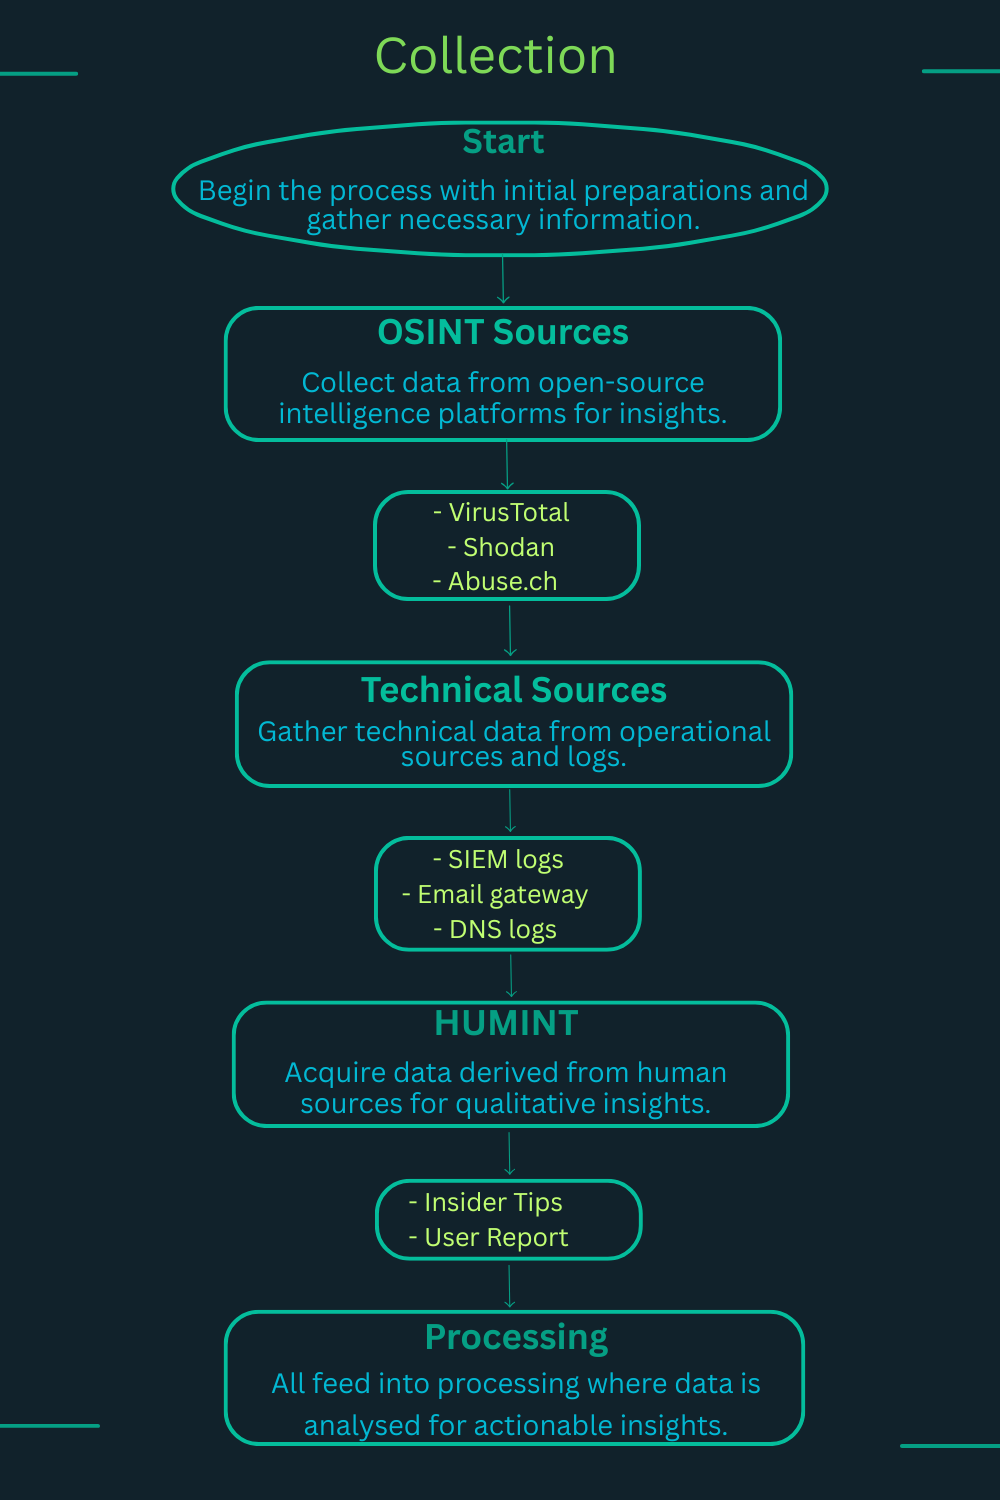 Collection
Start
Begin the process with initial preparations and
gather necessary information.
OSINT Sources
Collect data from open-source
intelligence platforms for insights.
- VirusTotal
- Shodan
- Abuse.ch
Technical Sources
Gather technical data from operational
sources and logs.
- SIEM logs
- Email gateway
- DNS logs
HUMINT
Acquire data derived from human
sources for qualitative insights.
- Insider Tips
- User Report
Processing
All feed into processing where data is
analysed for actionable insights.